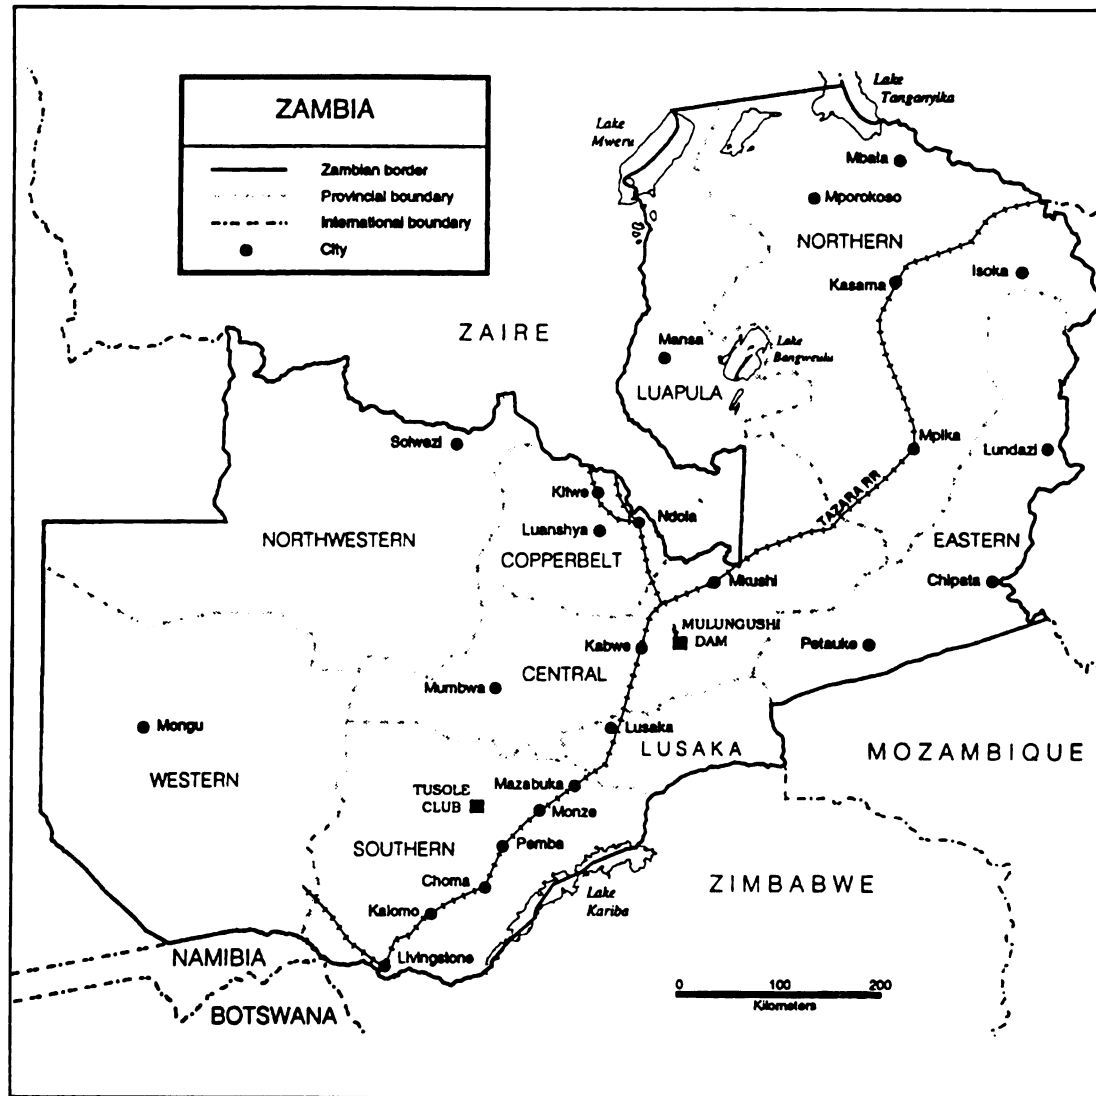 ZAMBIA
Zambian border
Provincial boundary
International boundary
City
Lake
Tanganyika
Lake
Mweru
Mbala
Mporokoso
NORTHERN
Kasama
Isoka
ZAIRE
Mansa
Lake
Bangweulu
LUAPULA
Solwezi
Mpika
Lundazi
TAZARA RR
Kitwe
Ndola
Luanshya
NORTHWESTERN
COPPERBELT
EASTERN
Mkushi
Chipata
MULUNGUSHI
DAM
Kabwe
Petauke
CENTRAL
Mumbwa
Mongu
Lusaka
LUSAKA
MOZAMBIQUE
WESTERN
Mazabuka
TUSOLE
CLUB
Monze
SOUTHERN
Pemba
Choma
Lake
Kariba
ZIMBABWE
Kalomo
Livingstone
NAMIBIA
BOTSWANA
0 100 200
Kilometers